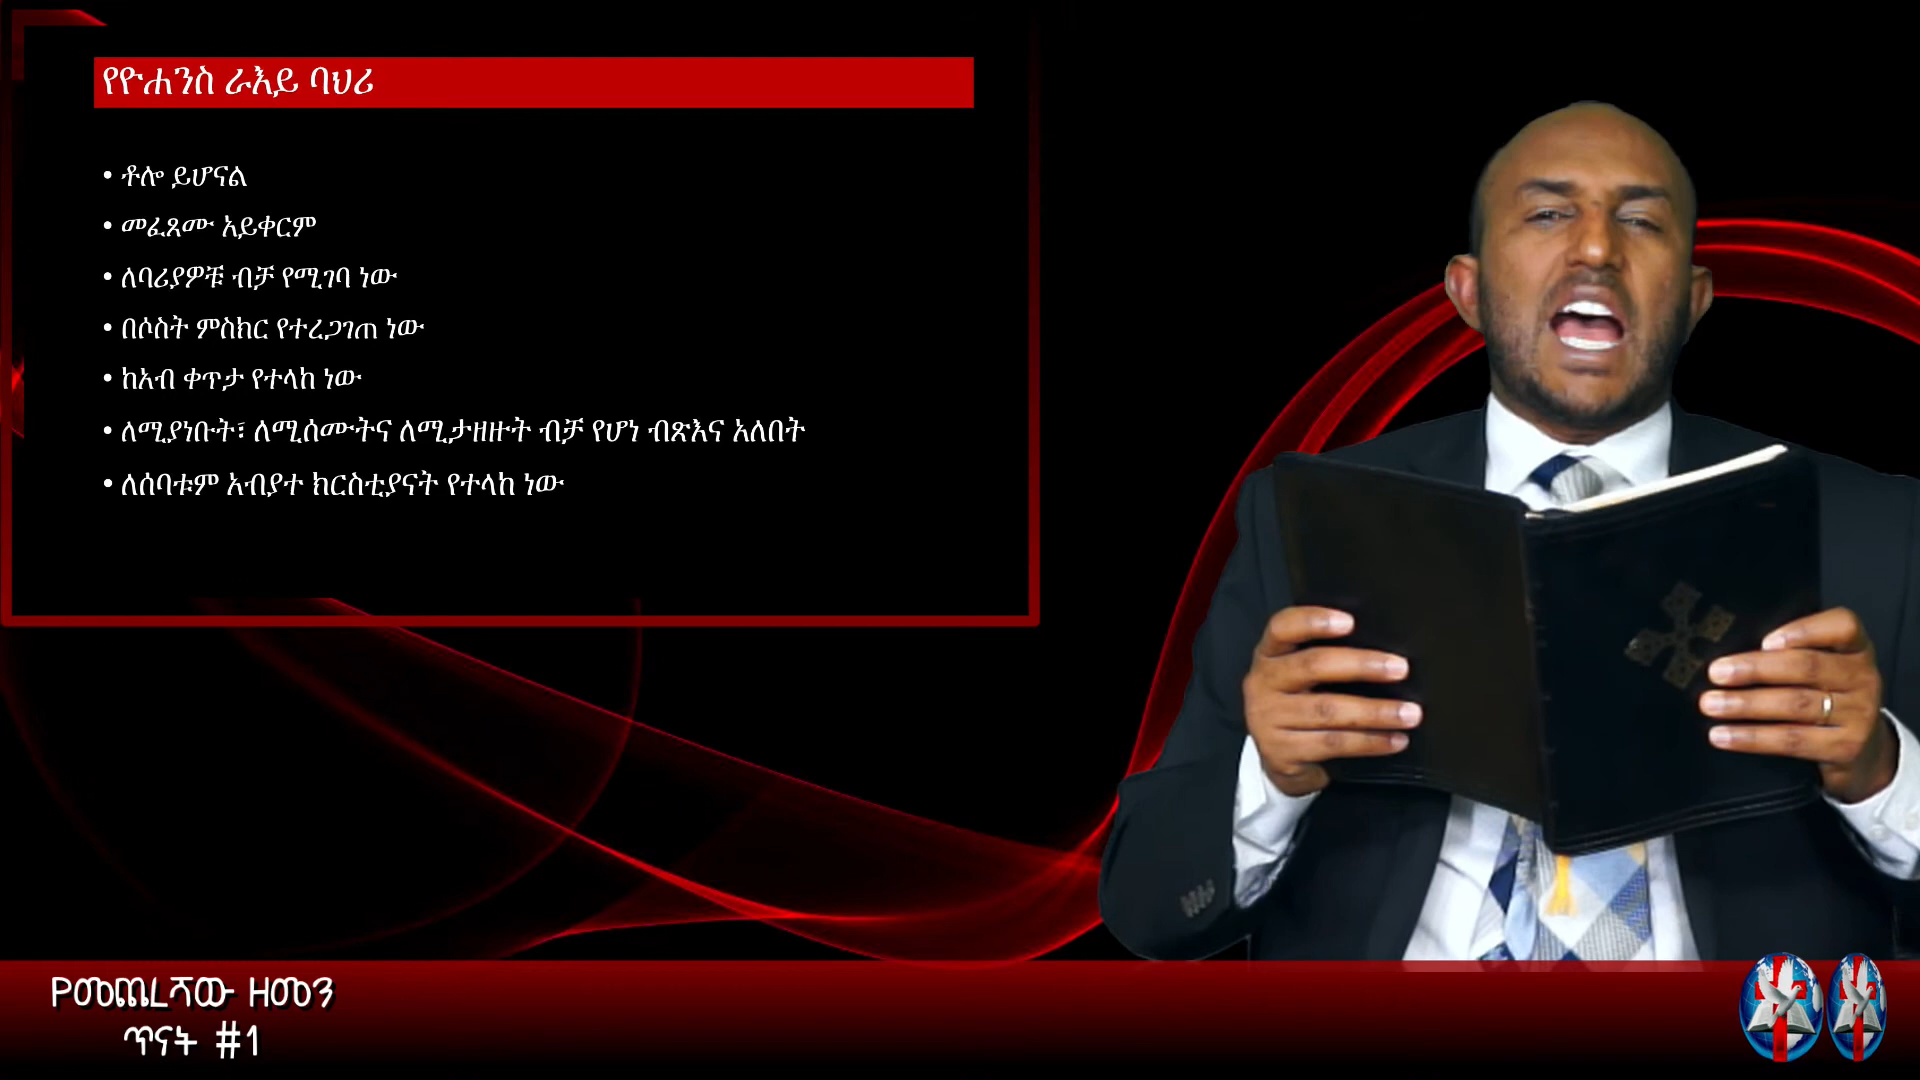 የዮሐንስ ራእይ ባህሪ
• ቶሎ ይሆናል
• መፈጸሙ አይቀርም
• ለባሪያዎቹ ብቻ የሚገባ ነው
• በሶስት ምስክር የተረጋገጠ ነው
• ከአብ ቀጥታ የተላከ ነው
• ለሚያነቡት፣ ለሚሰሙትና ለሚታዘዙት ብቻ የሆነ ብጽእና አለበት
• ለሰባቱም አብያተ ክርስቲያናት የተላከ ነው
የመጨረሻው ዘመን
ጥናት #1